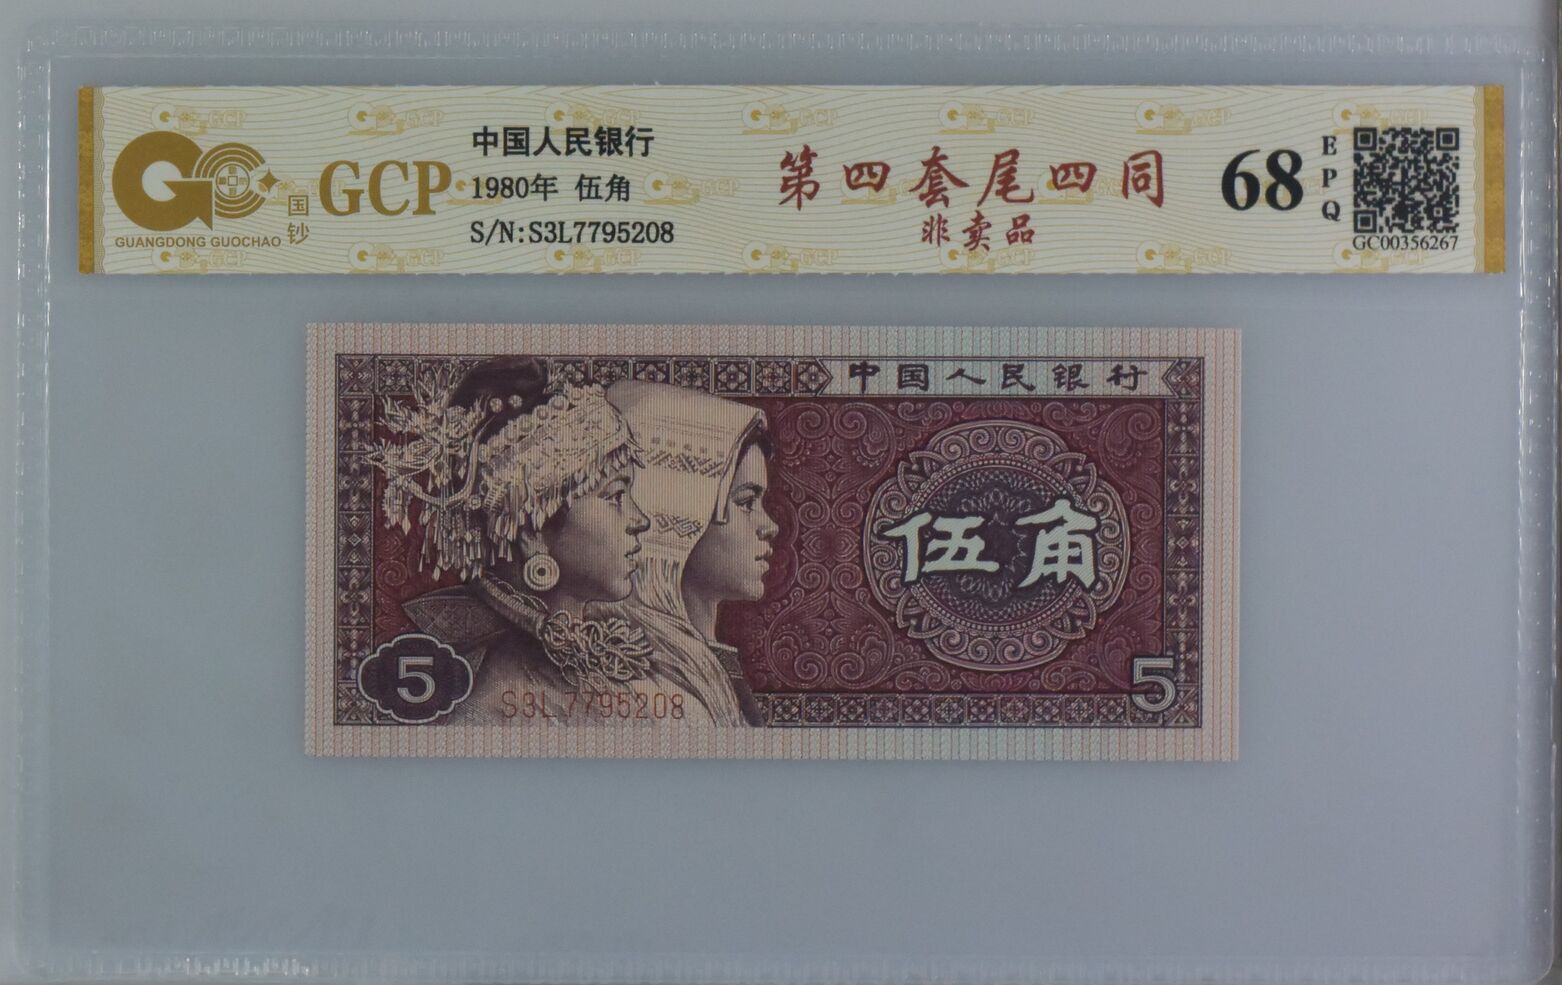 GCP
国钞
GUANGDONG GUOCHAO
中国人民银行
1980年 伍角
S/N:S3L7795208
第四套尾四同
非卖品
68
EPQ
GC00356267
中国人民银行
伍角
5
S3L7795208
5